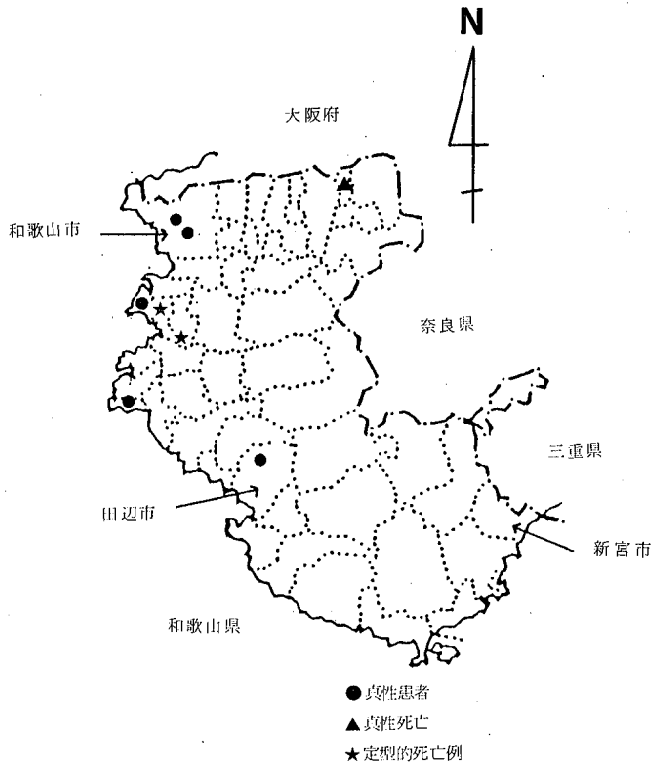 N
大阪府
和歌山市
奈良県
三重県
田辺市
新宮市
和歌山県
●真性患者
▲真性死亡
★定型的死亡例